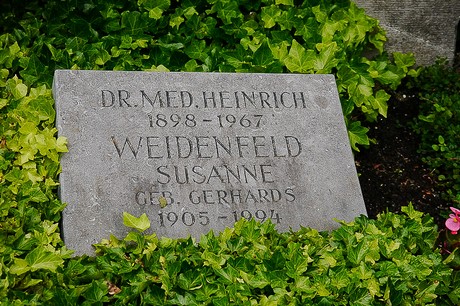 DR. MED. HEINRICH
1898 - 1967
WEIDENFELD
SUSANNE
GEB. GERHARDS
1905 - 1994